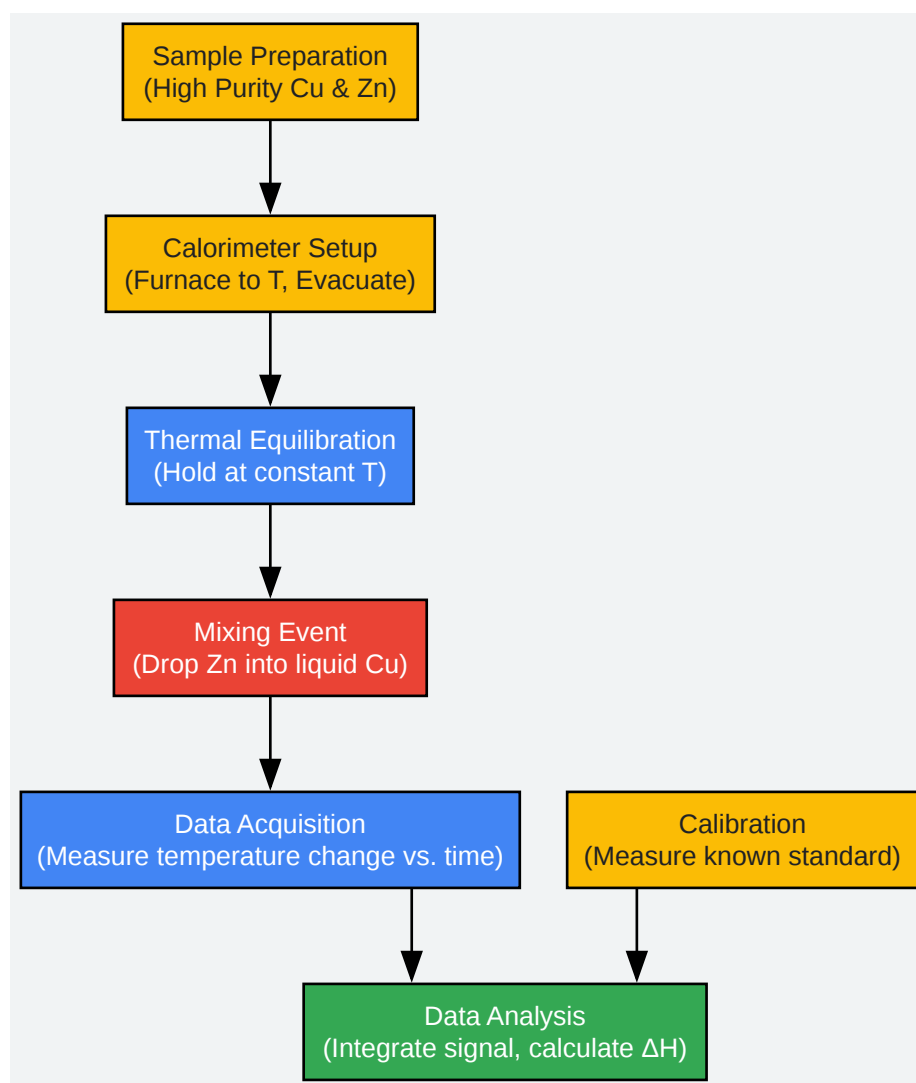 Sample Preparation
(High Purity Cu & Zn)
Calorimeter Setup
(Furnace to T, Evacuate)
Thermal Equilibration
(Hold at constant T)
Mixing Event
(Drop Zn into liquid Cu)
Data Acquisition
(Measure temperature change vs. time)
Calibration
(Measure known standard)
Data Analysis
(Integrate signal, calculate ΔH)